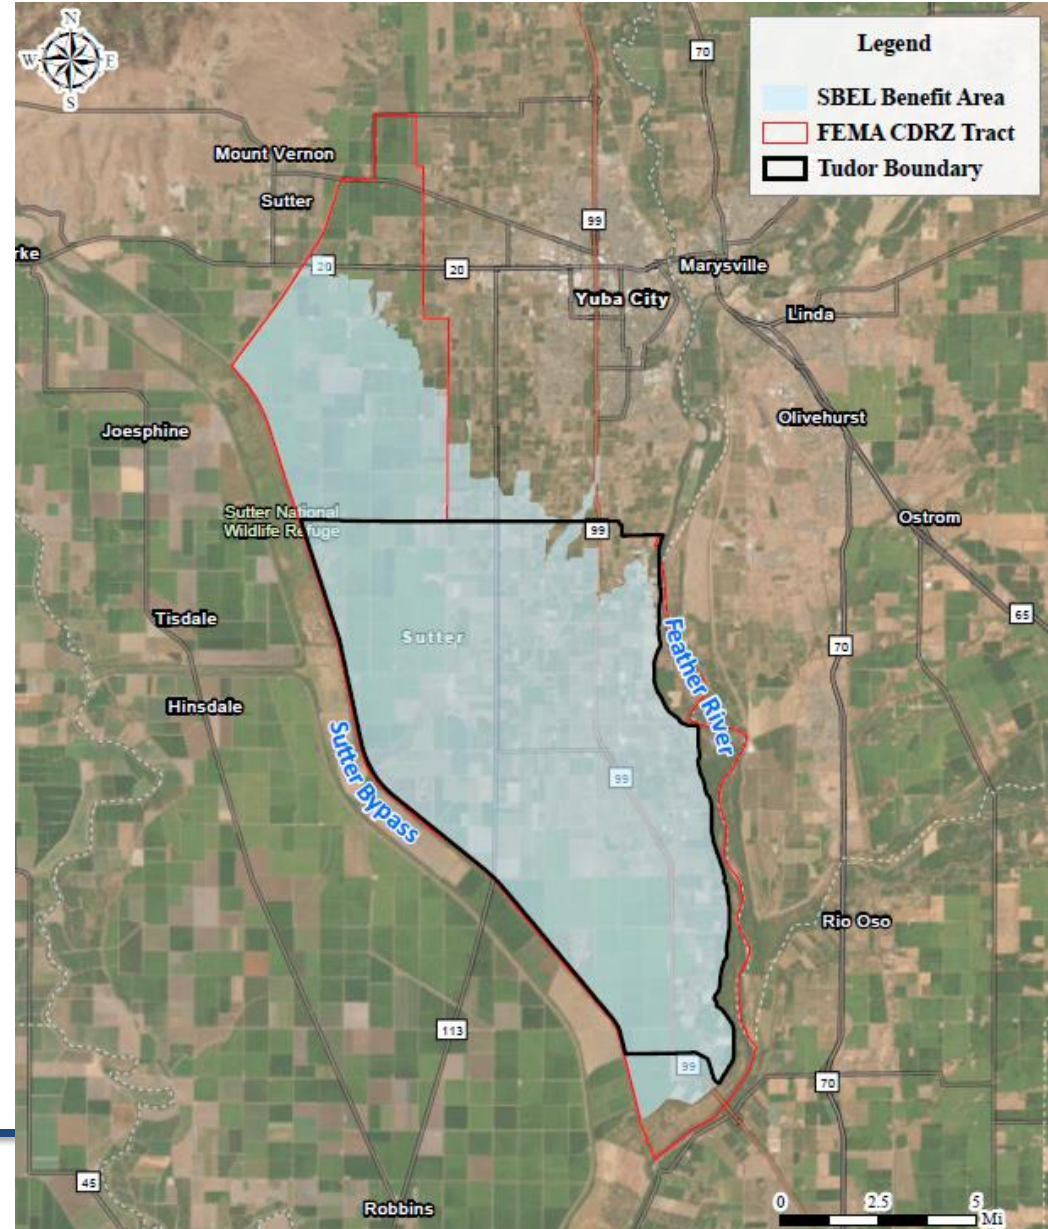 N
W E
S
Legend
SBEL Benefit Area
FEMA CDRZ Tract
Tudor Boundary
70
Mount Vernon
Sutter
99
rke
20
20
Marysville
Yuba City
Linda
Joesphine
Olivehurst
Sutter National
Wildlife Refuge
99
Ostrom
Tisdale
65
Sutter
70
Feather River
Hinsdale
Sutter Bypass
99
Rio Oso
113
99
70
45
Robbins
0 2.5 5
Mi